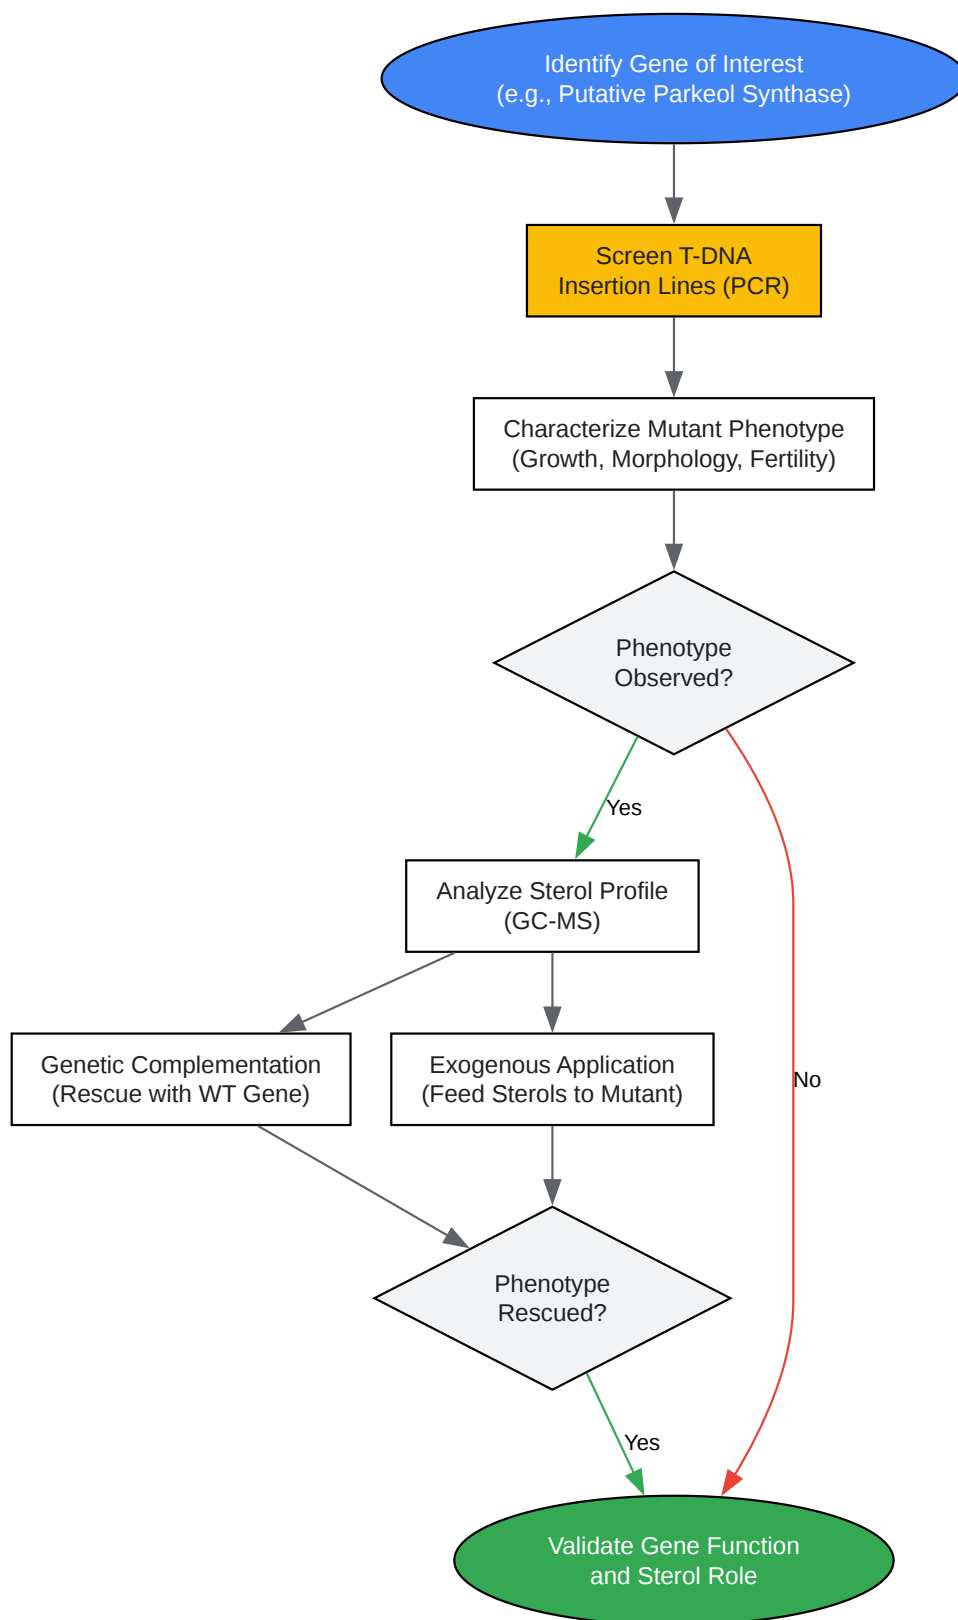 Identify Gene of Interest
(e.g., Putative Parkeol Synthase)
Screen T-DNA
Insertion Lines (PCR)
Characterize Mutant Phenotype
(Growth, Morphology, Fertility)
Phenotype
Observed?
Yes
Analyze Sterol Profile
(GC-MS)
Genetic Complementation
(Rescue with WT Gene)
Exogenous Application
(Feed Sterols to Mutant)
No
Phenotype
Rescued?
Yes
Validate Gene Function
and Sterol Role